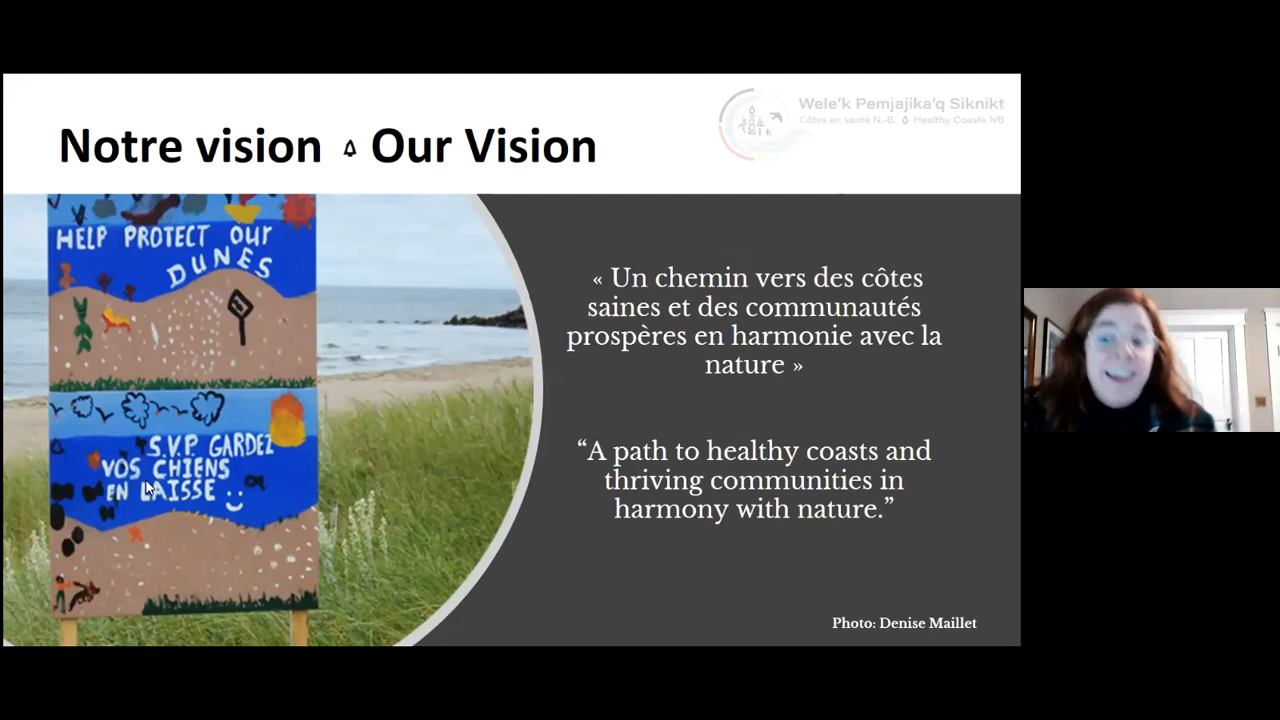 Notre vision Our Vision
Wele'k Pemjajika'q Siknikt
Côtes en santé N.-B. Healthy Coasts NB
HELP PROTECT our
DUNES
S.V.P. GARDEZ
VOS CHIENS
EN LAISSE
« Un chemin vers des côtes
saines et des communautés
prospères en harmonie avec la
nature »
“A path to healthy coasts and
thriving communities in
harmony with nature.”
Photo: Denise Maillet